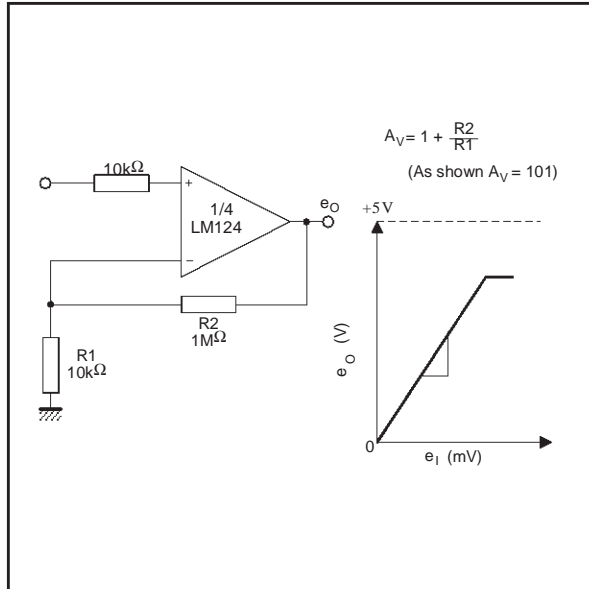 10kΩ
+
1/4
LM124
−
e_O
R2
1MΩ
R1
10kΩ
A_V = 1 + R2/R1
(As shown A_V = 101)
+5V
e_O (V)
0
e_I (mV)